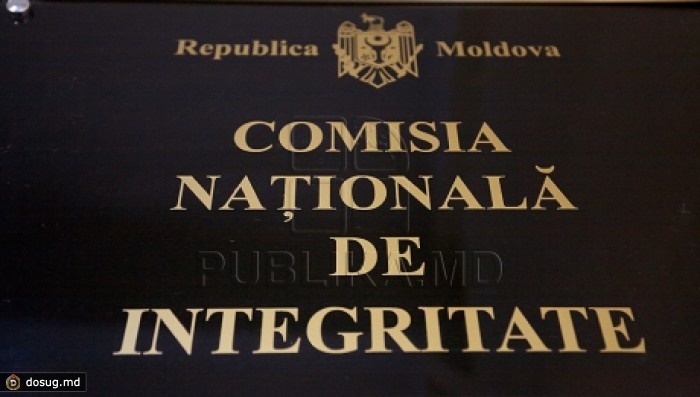 Republica Moldova
COMISIA
NAȚIONALĂ
DE
INTEGRITATE
PUBLIKA.MD
dosug.md